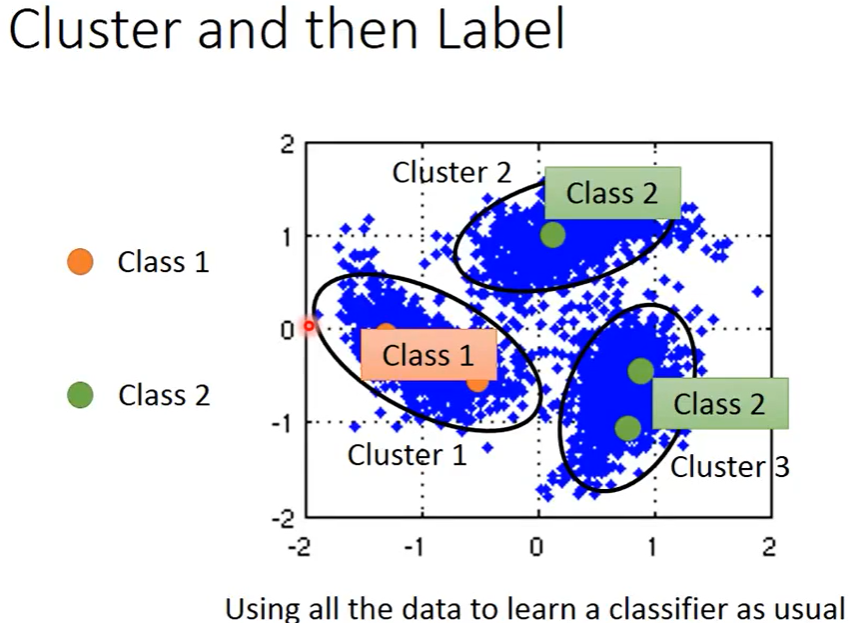 Cluster and then Label
2
Cluster 2
Class 2
1
Class 1
0
Class 1
Class 2
Class 2
-1
Cluster 1
Cluster 3
-2
-2 -1 0 1 2
Using all the data to learn a classifier as usual